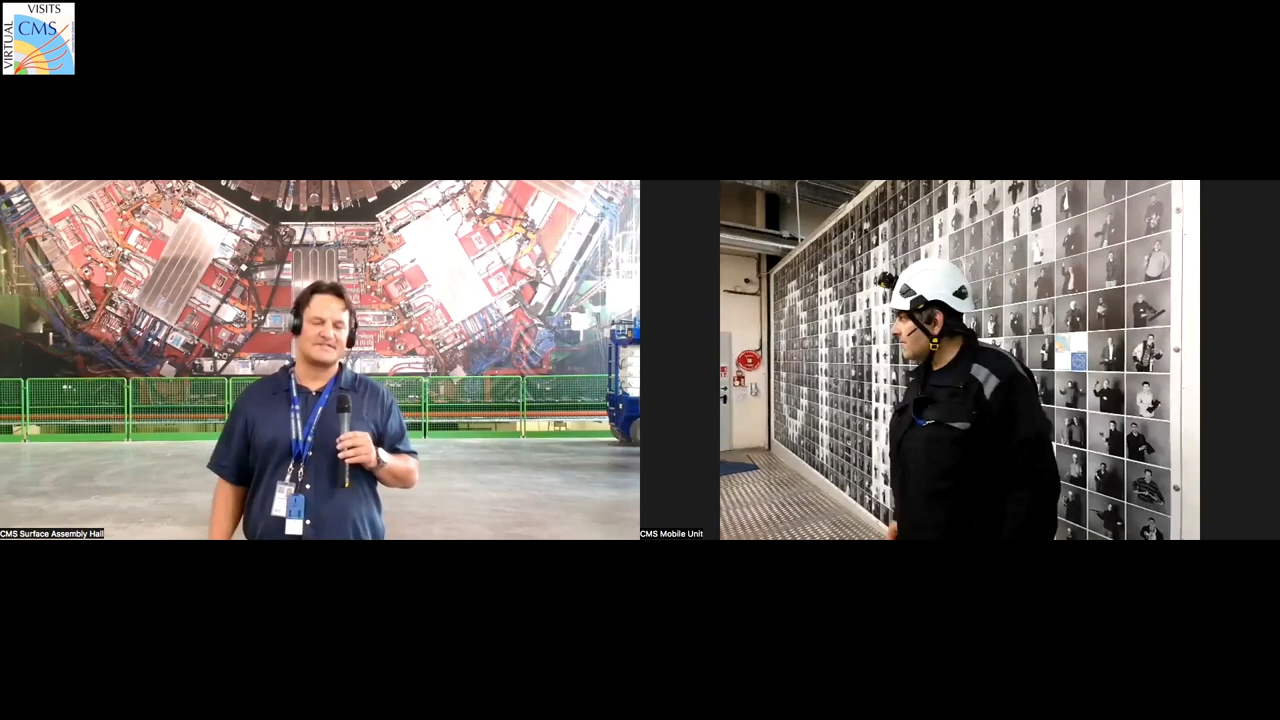 VISITS
VIRTUAL
CMS
CMS Surface Assembly Hall
CMS Mobile Unit